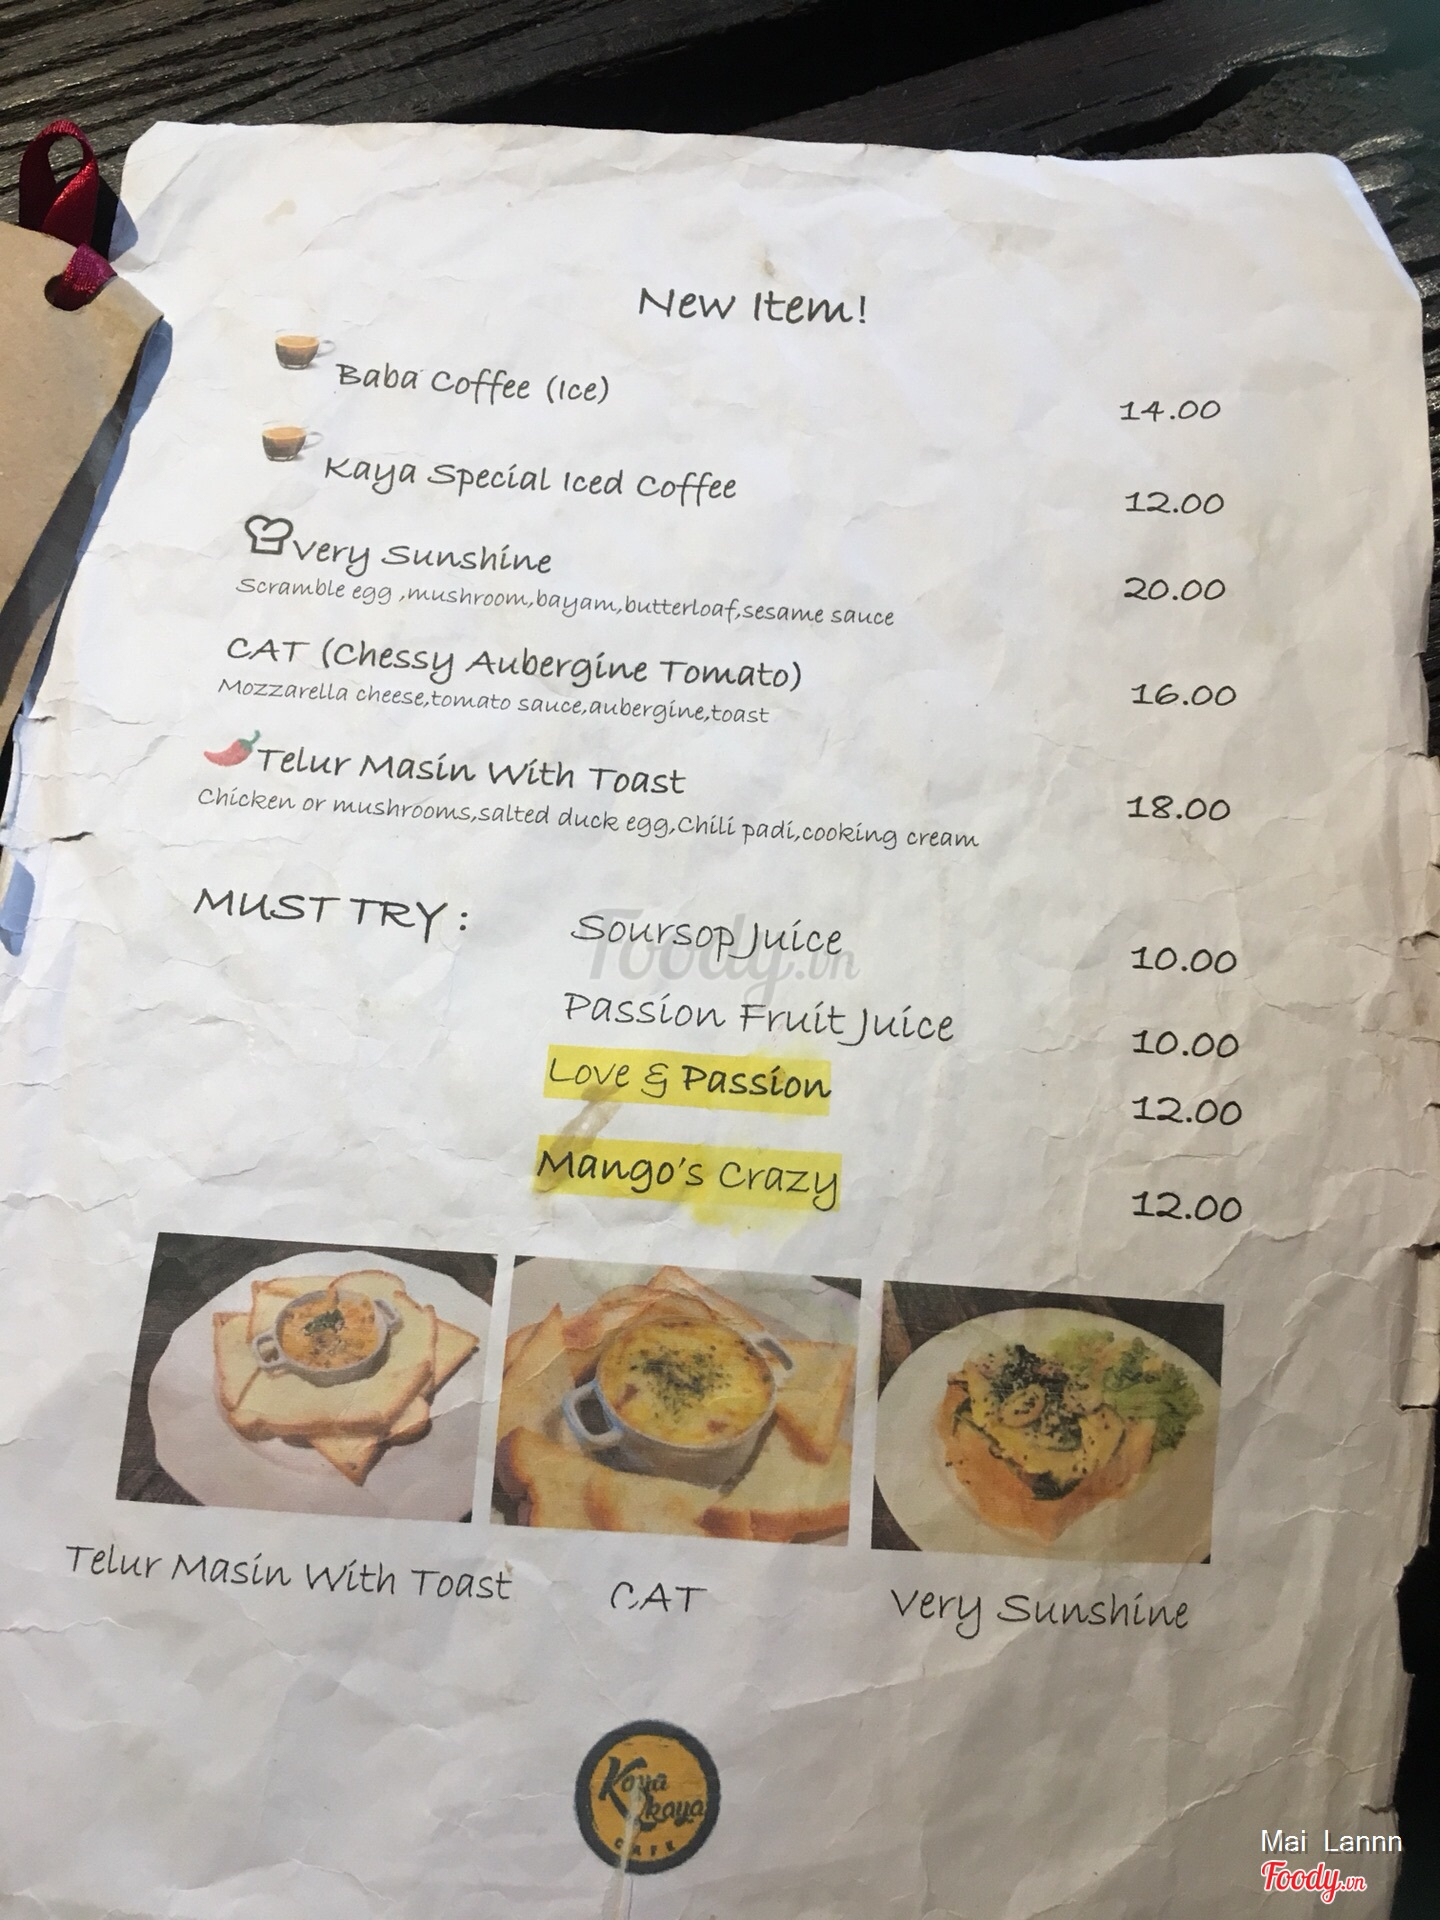 New Item!
Baba Coffee (Ice) 14.00
Kaya Special Iced Coffee 12.00
Very Sunshine 20.00
Scramble egg ,mushroom,bayam,butterloaf,sesame sauce
CAT (Chessy Aubergine Tomato) 16.00
Mozzarella cheese,tomato sauce,aubergine,toast
Telur Masin With Toast 18.00
Chicken or mushrooms,salted duck egg,Chili padi,cooking cream
MUST TRY : Soursop Juice 10.00
Foody.vn
Passion Fruit Juice 10.00
Love & Passion 12.00
Mango's Crazy 12.00
Telur Masin With Toast CAT Very Sunshine
Kaya
kaya
CAFE
Mai Lannn
Foody.vn